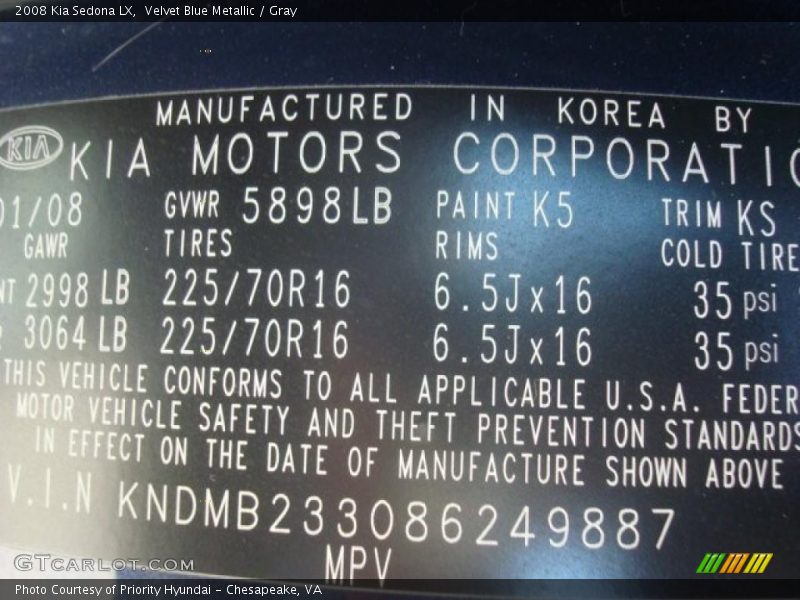 2008 Kia Sedona LX, Velvet Blue Metallic / Gray
MANUFACTURED IN KOREA BY
KIA KIA MOTORS CORPORATIO
01/08 GVWR 5898LB PAINT K5 TRIM KS
GAWR TIRES RIMS COLD TIRE
NT 2998 LB 225/70R16 6.5Jx16 35 psi
3064 LB 225/70R16 6.5Jx16 35 psi
THIS VEHICLE CONFORMS TO ALL APPLICABLE U.S.A. FEDER
MOTOR VEHICLE SAFETY AND THEFT PREVENTION STANDARDS
IN EFFECT ON THE DATE OF MANUFACTURE SHOWN ABOVE
V.I.N KNDMB233086249887
MPV
GTCARLOT.COM
Photo Courtesy of Priority Hyundai - Chesapeake, VA